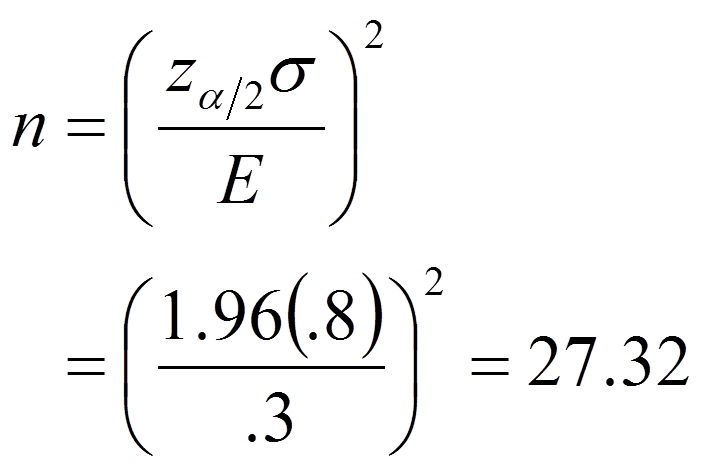 n = (z_{α/2}σ / E)^2
= (1.96(.8) / .3)^2 = 27.32